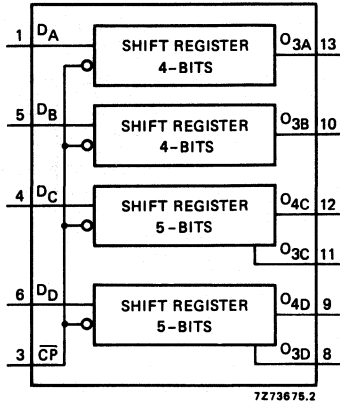 1 DA SHIFT REGISTER 4-BITS O3A 13
5 DB SHIFT REGISTER 4-BITS O3B 10
4 DC SHIFT REGISTER 5-BITS O4C 12
O3C 11
6 DD SHIFT REGISTER 5-BITS O4D 9
3 CP O3D 8
7Z73675.2